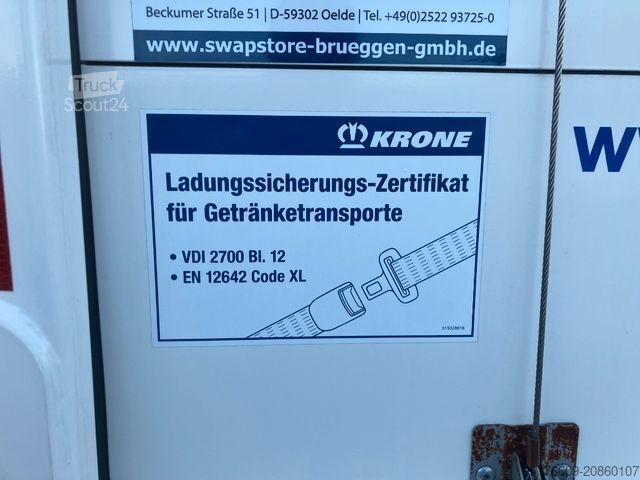 Beckumer Straße 51 | D-59302 Oelde | Tel. +49(0)2522 93725-0
www.swapstore-brueggen-gmbh.de
Truck
Scout24
KRONE
w
Ladungssicherungs-Zertifikat
für Getränketransporte
• VDI 2700 Bl. 12
• EN 12642 Code XL